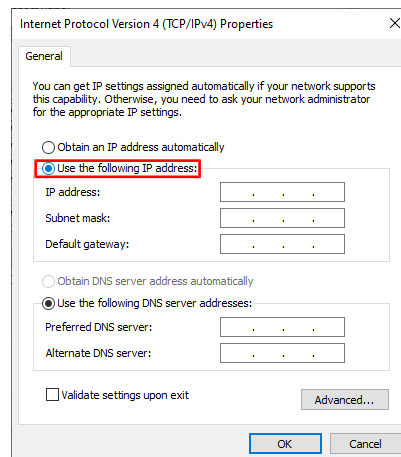 Internet Protocol Version 4 (TCP/IPv4) Properties
General
You can get IP settings assigned automatically if your network supports
this capability. Otherwise, you need to ask your network administrator
for the appropriate IP settings.
Obtain an IP address automatically
Use the following IP address:
IP address:
Subnet mask:
Default gateway:
Obtain DNS server address automatically
Use the following DNS server addresses:
Preferred DNS server:
Alternate DNS server:
Validate settings upon exit
Advanced...
OK Cancel